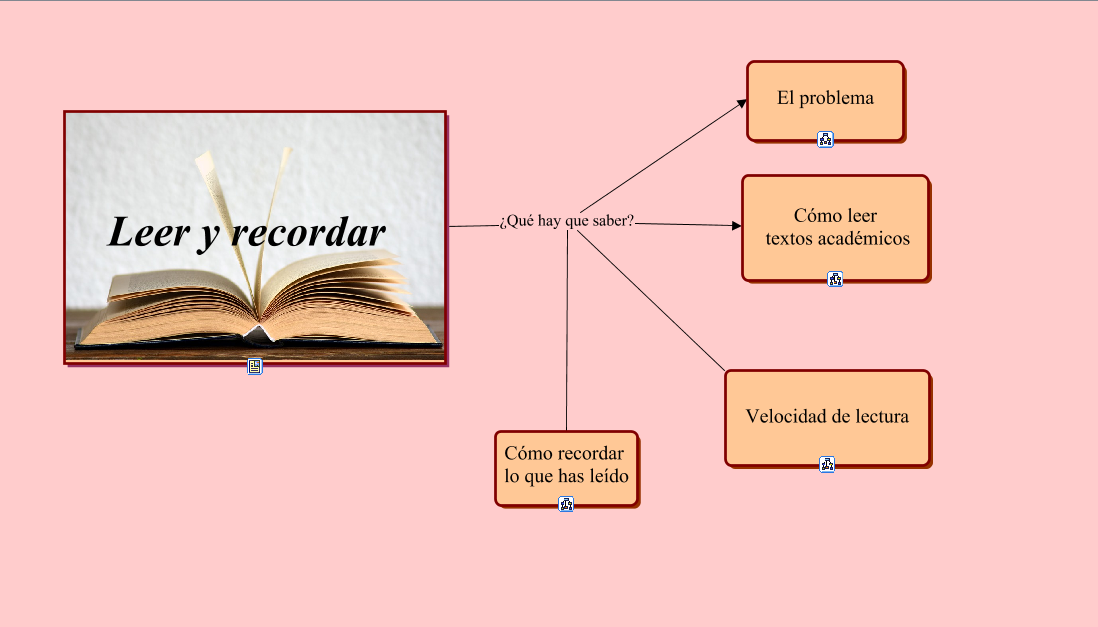 Leer y recordar
¿Qué hay que saber?
El problema
Cómo leer
textos académicos
Velocidad de lectura
Cómo recordar
lo que has leído